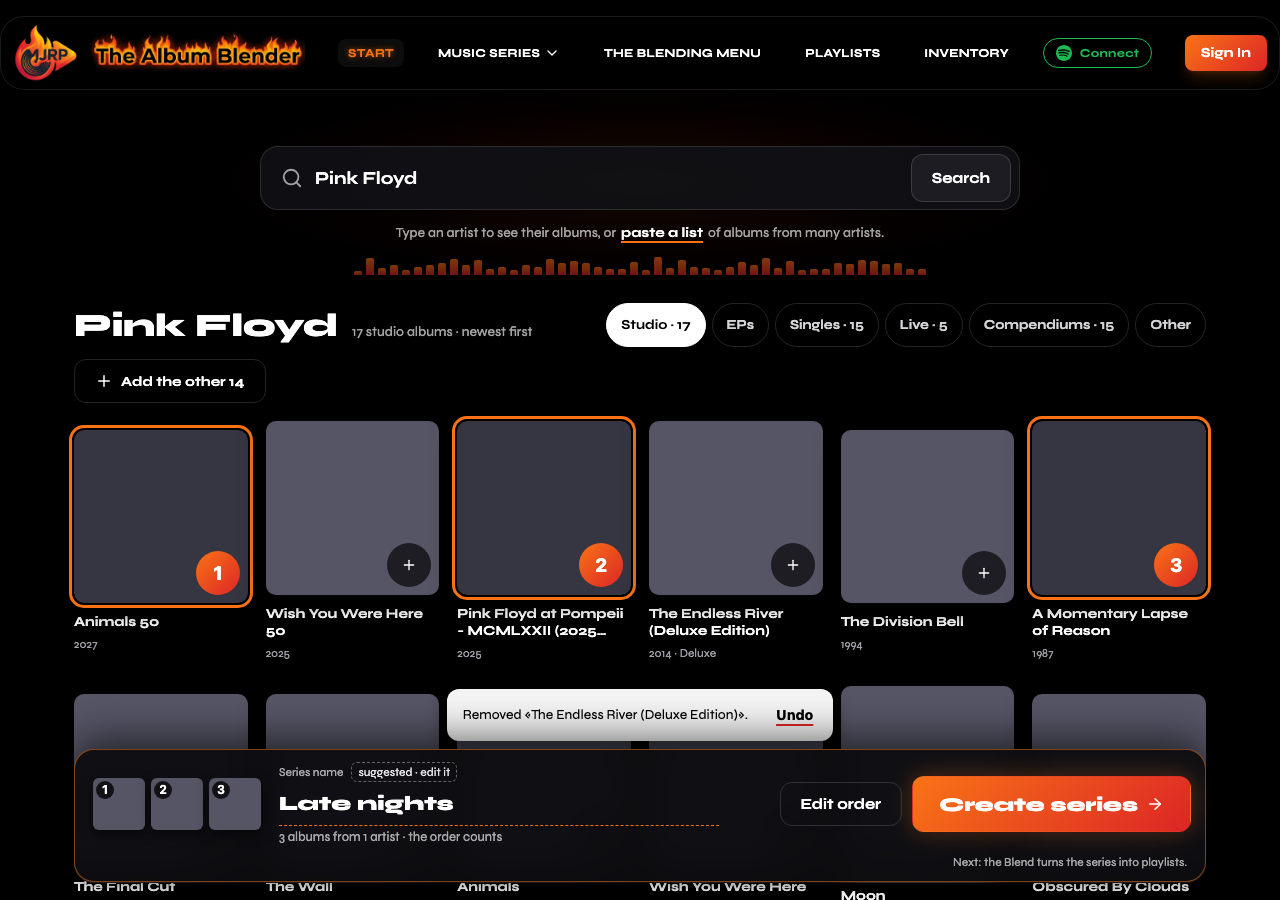 JRP The Album Blender START MUSIC SERIES THE BLENDING MENU PLAYLISTS INVENTORY Connect Sign In
Pink Floyd Search
Type an artist to see their albums, or paste a list of albums from many artists.
Pink Floyd 17 studio albums · newest first Studio · 17 EPs Singles · 15 Live · 5 Compendiums · 15 Other
+ Add the other 14
1 + 2 + + 3
Animals 50
2027
Wish You Were Here
50
2025
Pink Floyd at Pompeii
- MCMLXXII (2025...
2025
The Endless River
(Deluxe Edition)
2014 · Deluxe
The Division Bell
1994
A Momentary Lapse
of Reason
1987
Removed «The Endless River (Deluxe Edition)». Undo
1 2 3
Series name suggested · edit it
Late nights
3 albums from 1 artist · the order counts
Edit order Create series →
Next: the Blend turns the series into playlists.
The Final Cut The Wall Animals Wish You Were Here Moon Obscured By Clouds